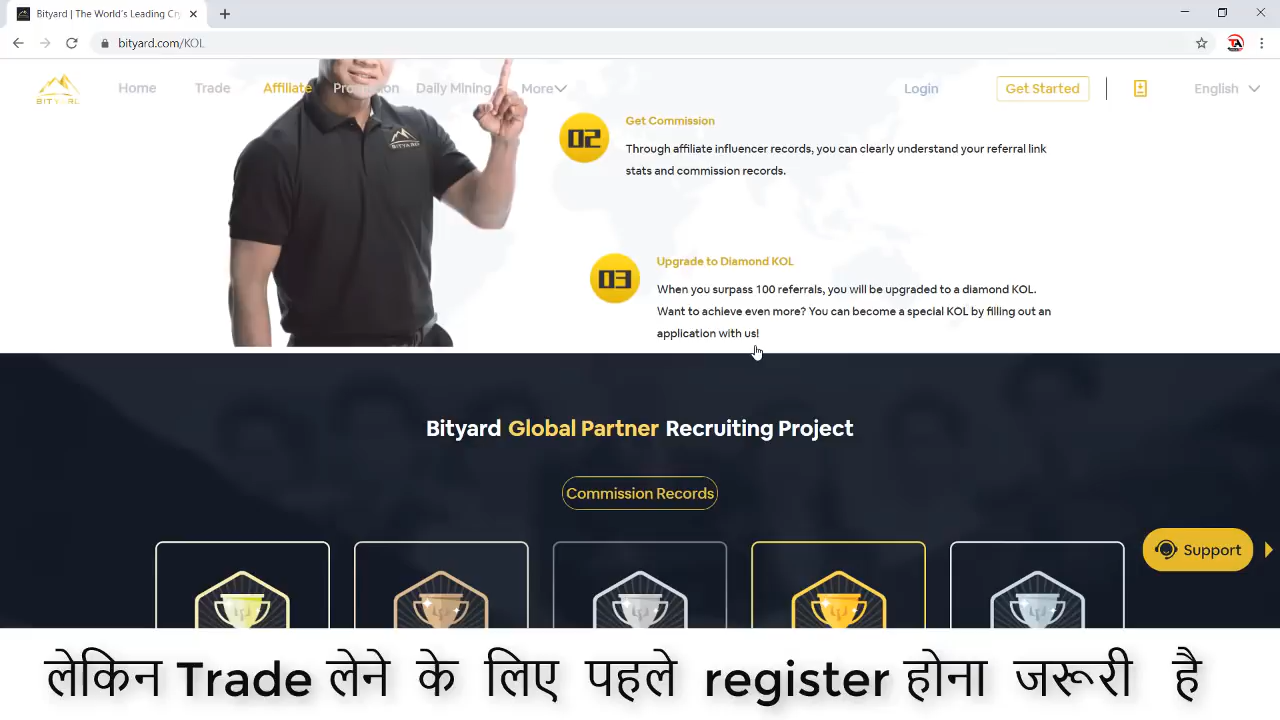 Bityard | The World's Leading Cr
bityard.com/KOL
BITYARD
Home
Trade
Affiliate
Promotion
Daily Mining
More
Login
Get Started
English
BITYARD
02
Get Commission
Through affiliate influencer records, you can clearly understand your referral link
stats and commission records.
03
Upgrade to Diamond KOL
When you surpass 100 referrals, you will be upgraded to a diamond KOL.
Want to achieve even more? You can become a special KOL by filling out an
application with us!
Bityard Global Partner Recruiting Project
Commission Records
Support
लेकिन Trade लेने के लिए पहले register होना जरूरी है